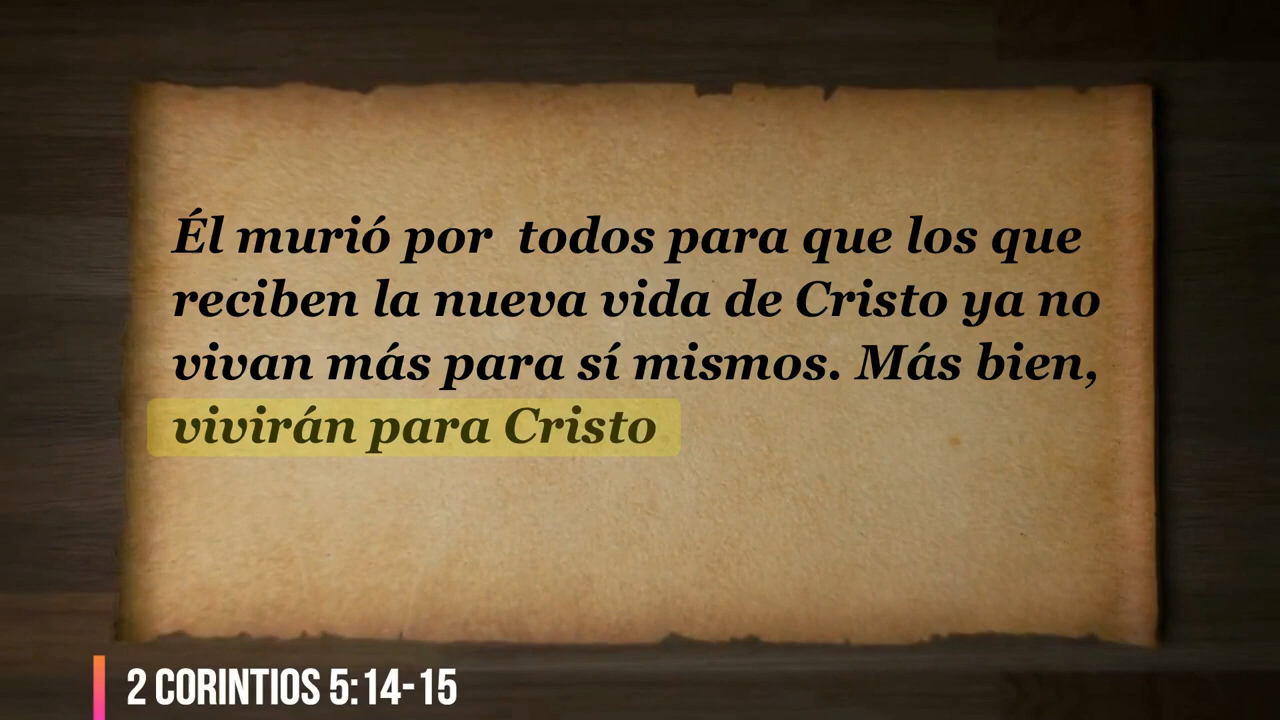 Él murió por todos para que los que
reciben la nueva vida de Cristo ya no
vivan más para sí mismos. Más bien,
vivirán para Cristo
2 CORINTIOS 5:14-15